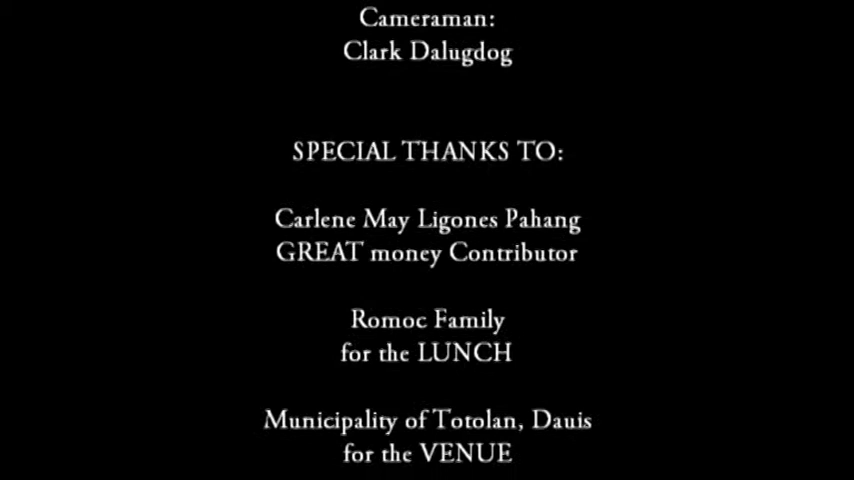 Cameraman:
Clark Dalugdog
SPECIAL THANKS TO:
Carlene May Ligones Pahang
GREAT money Contributor
Romoc Family
for the LUNCH
Municipality of Totolan, Dauis
for the VENUE